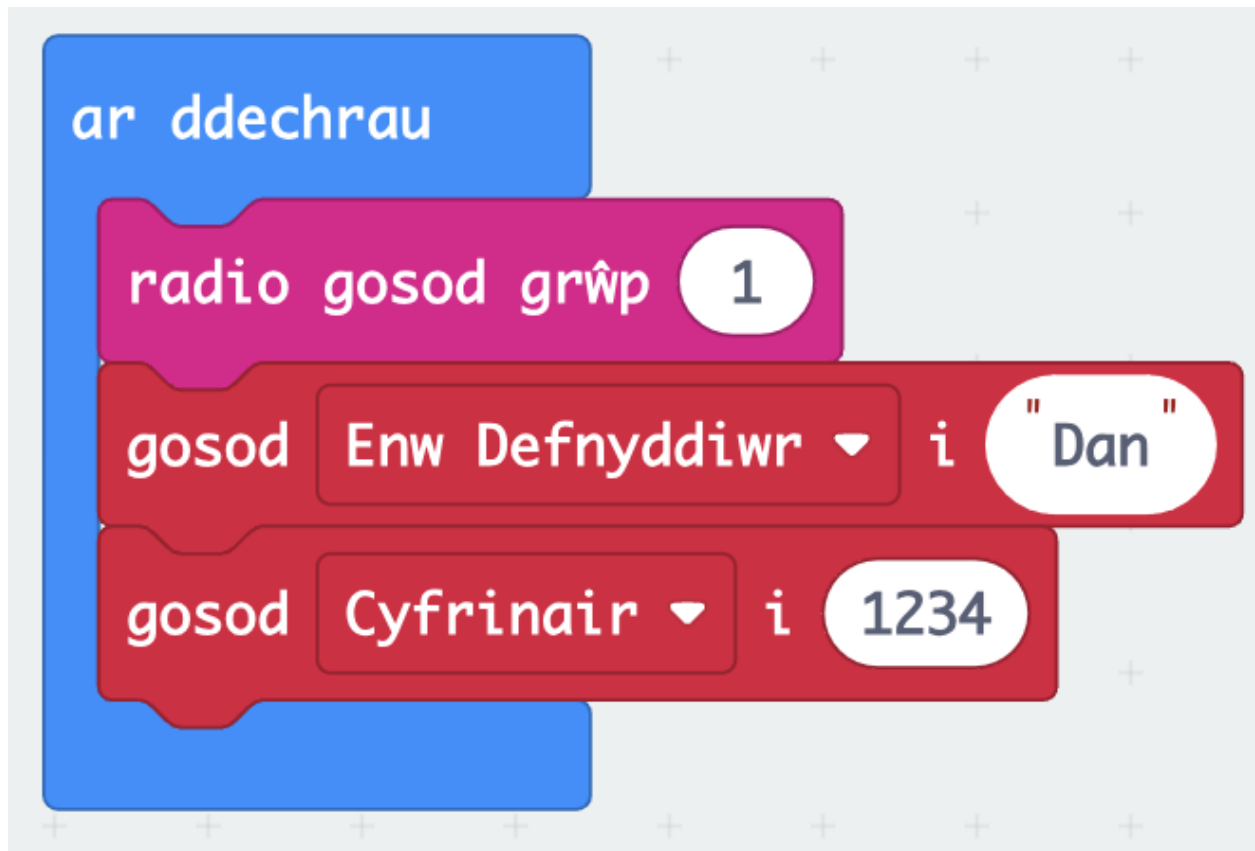 ar ddechrau
radio gosod grŵp 1
gosod Enw Defnyddiwr i "Dan"
gosod Cyfrinair i 1234